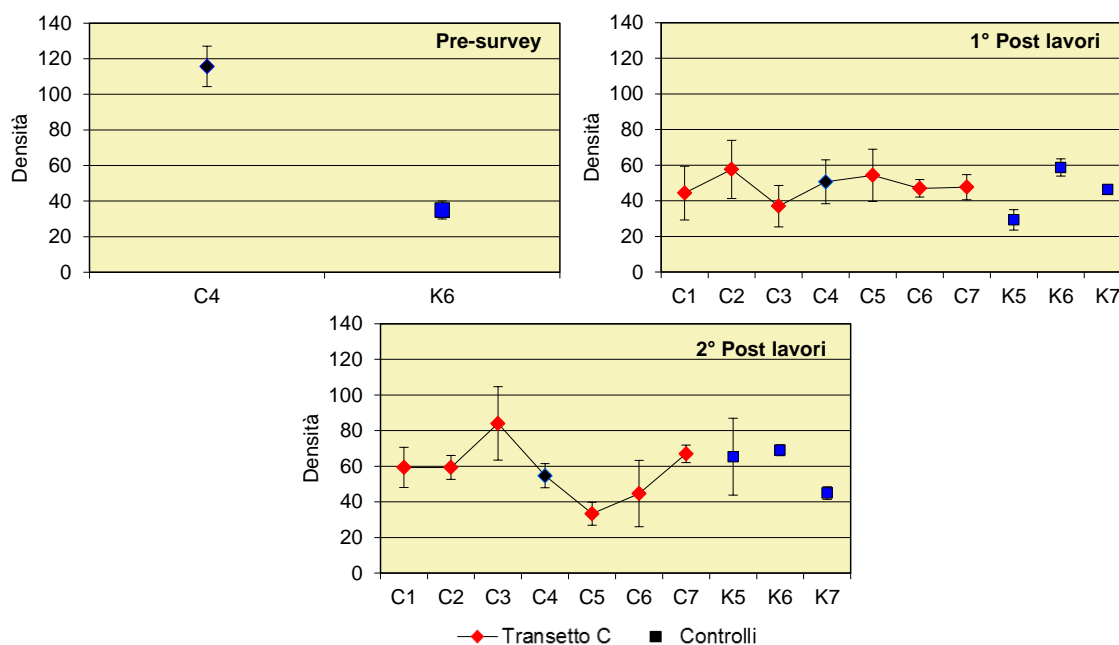 Pre-survey
Densità
140
120
100
80
60
40
20
0
C4 K6
1° Post lavori
Densità
140
120
100
80
60
40
20
0
C1 C2 C3 C4 C5 C6 C7 K5 K6 K7
2° Post lavori
Densità
140
120
100
80
60
40
20
0
C1 C2 C3 C4 C5 C6 C7 K5 K6 K7
Transetto C Controlli